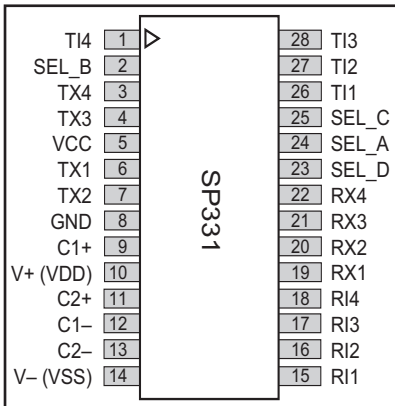 TI4 1 28 TI3
SEL_B 2 27 TI2
TX4 3 26 TI1
TX3 4 25 SEL_C
VCC 5 24 SEL_A
TX1 6 23 SEL_D
TX2 7 22 RX4
GND 8 21 RX3
C1+ 9 20 RX2
V+ (VDD) 10 19 RX1
C2+ 11 18 RI4
C1– 12 17 RI3
C2– 13 16 RI2
V– (VSS) 14 15 RI1
SP331